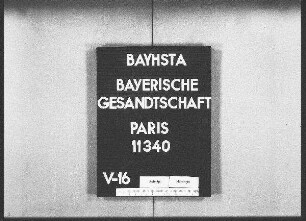 BAYHSTA
BAYERISCHE
GESANDTSCHAFT
PARIS
11340
V-16